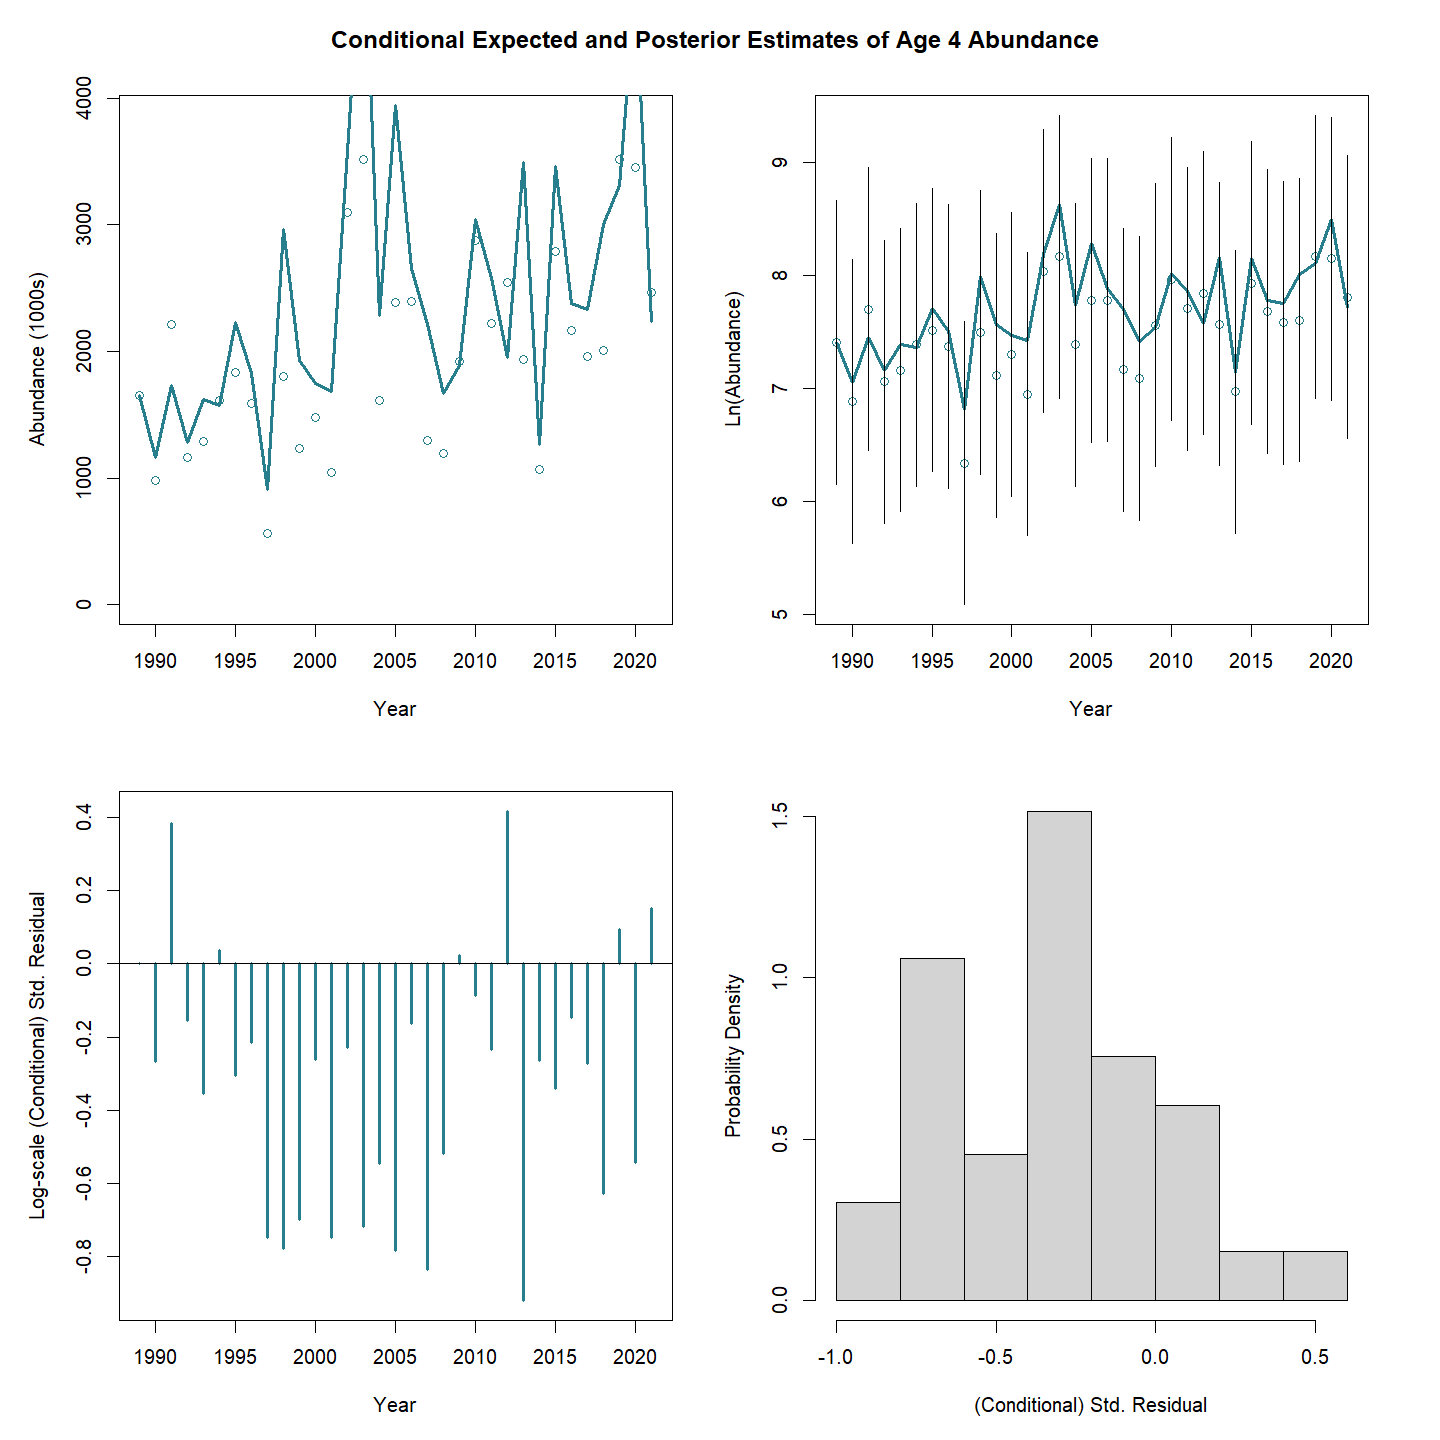 Conditional Expected and Posterior Estimates of Age 4 Abundance
Abundance (1000s)
4000
3000
2000
1000
0
1990 1995 2000 2005 2010 2015 2020
Year
Ln(Abundance)
9
8
7
6
5
1990 1995 2000 2005 2010 2015 2020
Year
Log-scale (Conditional) Std. Residual
0.4
0.2
0.0
-0.2
-0.4
-0.6
-0.8
1990 1995 2000 2005 2010 2015 2020
Year
Probability Density
1.5
1.0
0.5
0.0
-1.0 -0.5 0.0 0.5
(Conditional) Std. Residual